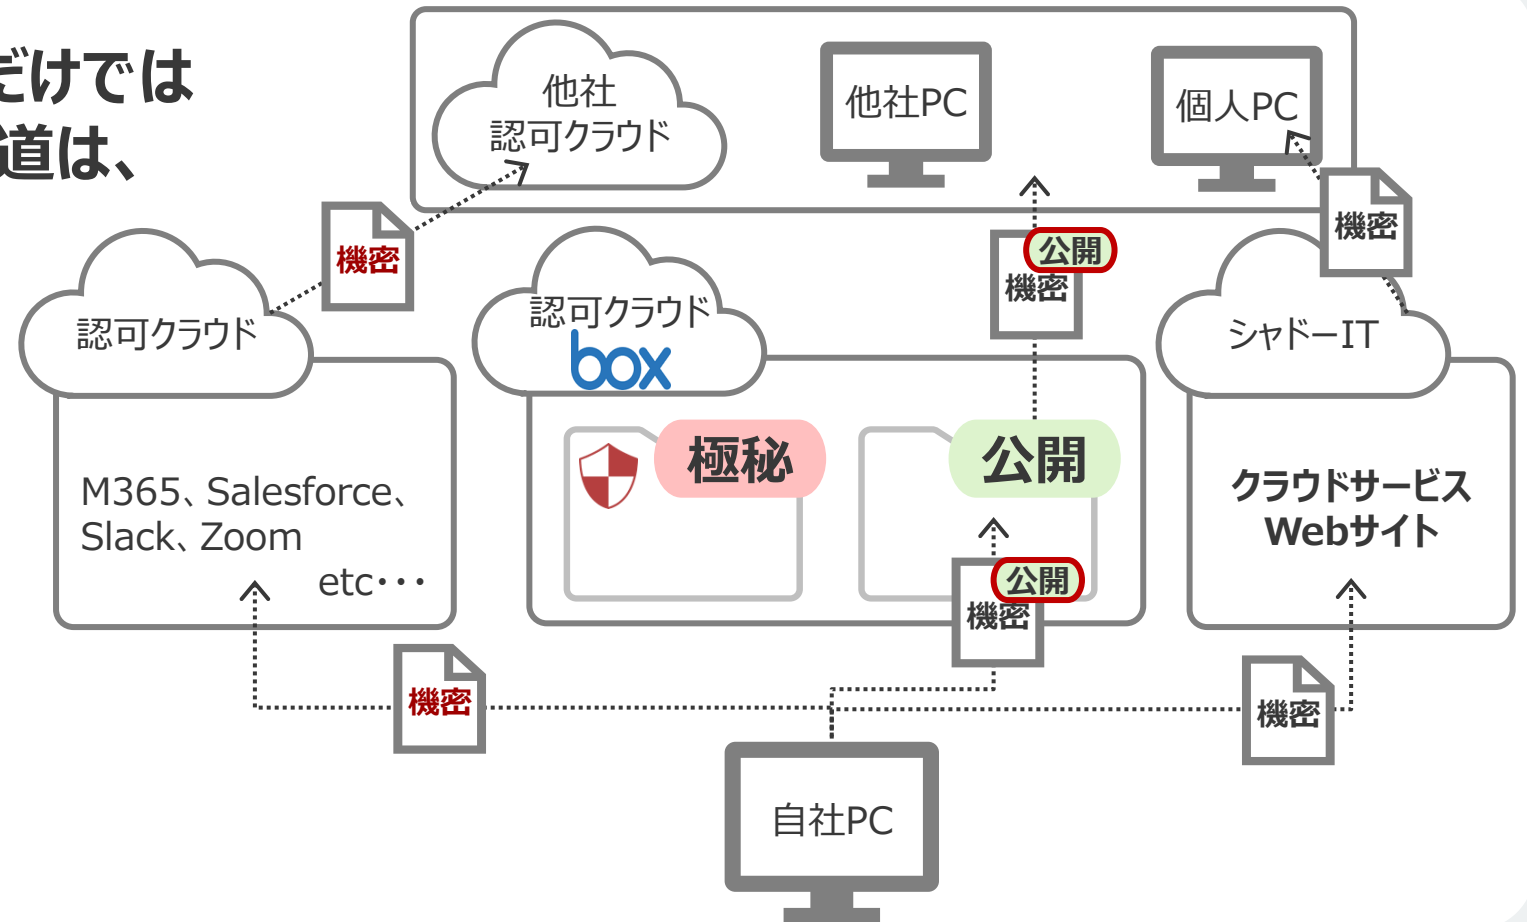 だけでは
道は、
他社
認可クラウド
他社PC
個人PC
機密
機密
公開
機密
認可クラウド
認可クラウド
box
シャドーIT
極秘
公開
M365、Salesforce、
Slack、Zoom
etc・・・
クラウドサービス
Webサイト
公開
機密
機密
機密
自社PC